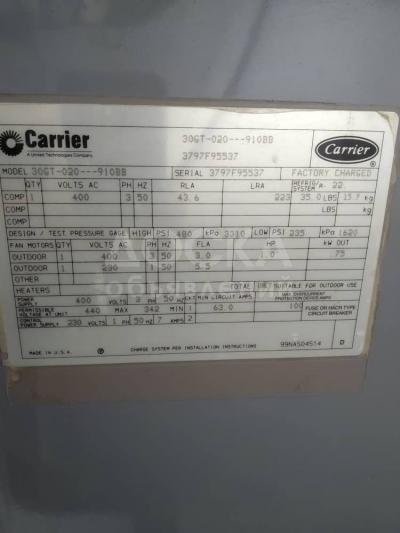 Carrier
A United Technologies Company
30GT-020---910BB
3797F95537
Carrier
MODEL 30GT-020---910BB SERIAL 3797F95537 FACTORY CHARGED
QTY VOLTS AC PH HZ RLA LRA REFRIG/SYSTEM R- 22
COMP 1 400 3 50 43.6 223 35.0 LBS 15.9 kg
COMP LBS kg
COMP
DESIGN / TEST PRESSURE GAGE HIGH PSI 480 kPa 3310 LOW PSI 235 kPa 1620
FAN MOTORS QTY VOLTS AC PH HZ FLA HP kW OUT
OUTDOOR 1 400 50 3.0 1.0 75
OUTDOOR 1 230 1 50 5.5
OTHER
HEATERS TOTAL UNIT SUITABLE FOR OUTDOOR USE
POWER SUPPLY 400 VOLTS 3 PH 50 HZ CKT MIN CIRCUIT AMPS MAX OVERCURRENT PROTECTIVE DEVICE AMPS
PERMISSIBLE VOLTAGE AT UNIT 440 MAX 342 MIN 1 63.0 100 FUSE OR HACR TYPE CIRCUIT BREAKER
CONTROL POWER SUPPLY 230 VOLTS 1 PH 50 HZ 7 AMPS 2
MADE IN U.S.A. CHARGE SYSTEM PER INSTALLATION INSTRUCTIONS 99NA504514 D
ОБЪЯВЛЕНИЙ